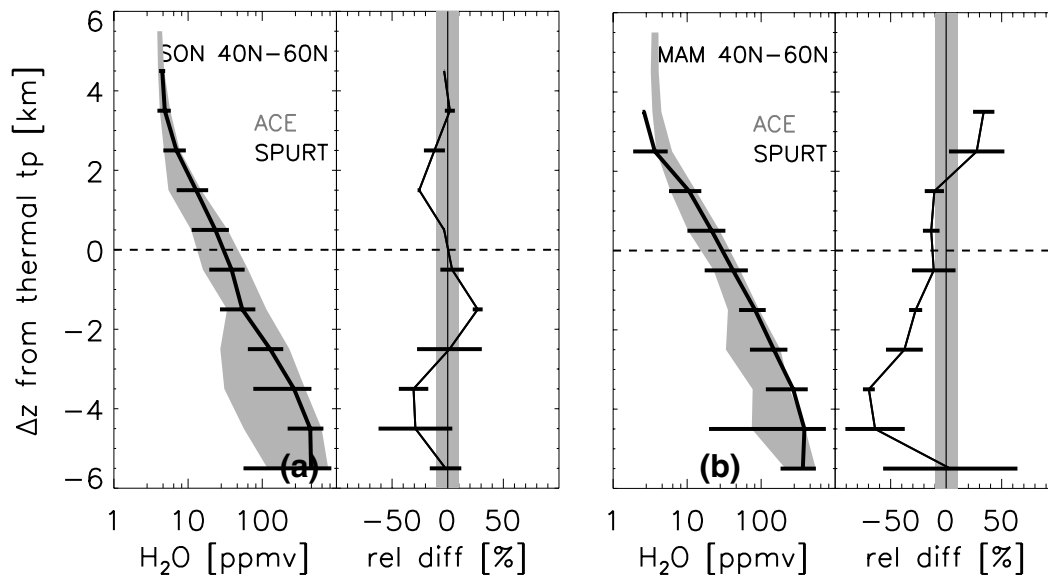 SON 40N−60N
ACE
SPURT
(a)
MAM 40N−60N
ACE
SPURT
(b)
Δz from thermal tp [km]
6
4
2
0
−2
−4
−6
1 10 100
−50 0 50
1 10 100
−50 0 50
H₂O [ppmv]
rel diff [%]
H₂O [ppmv]
rel diff [%]